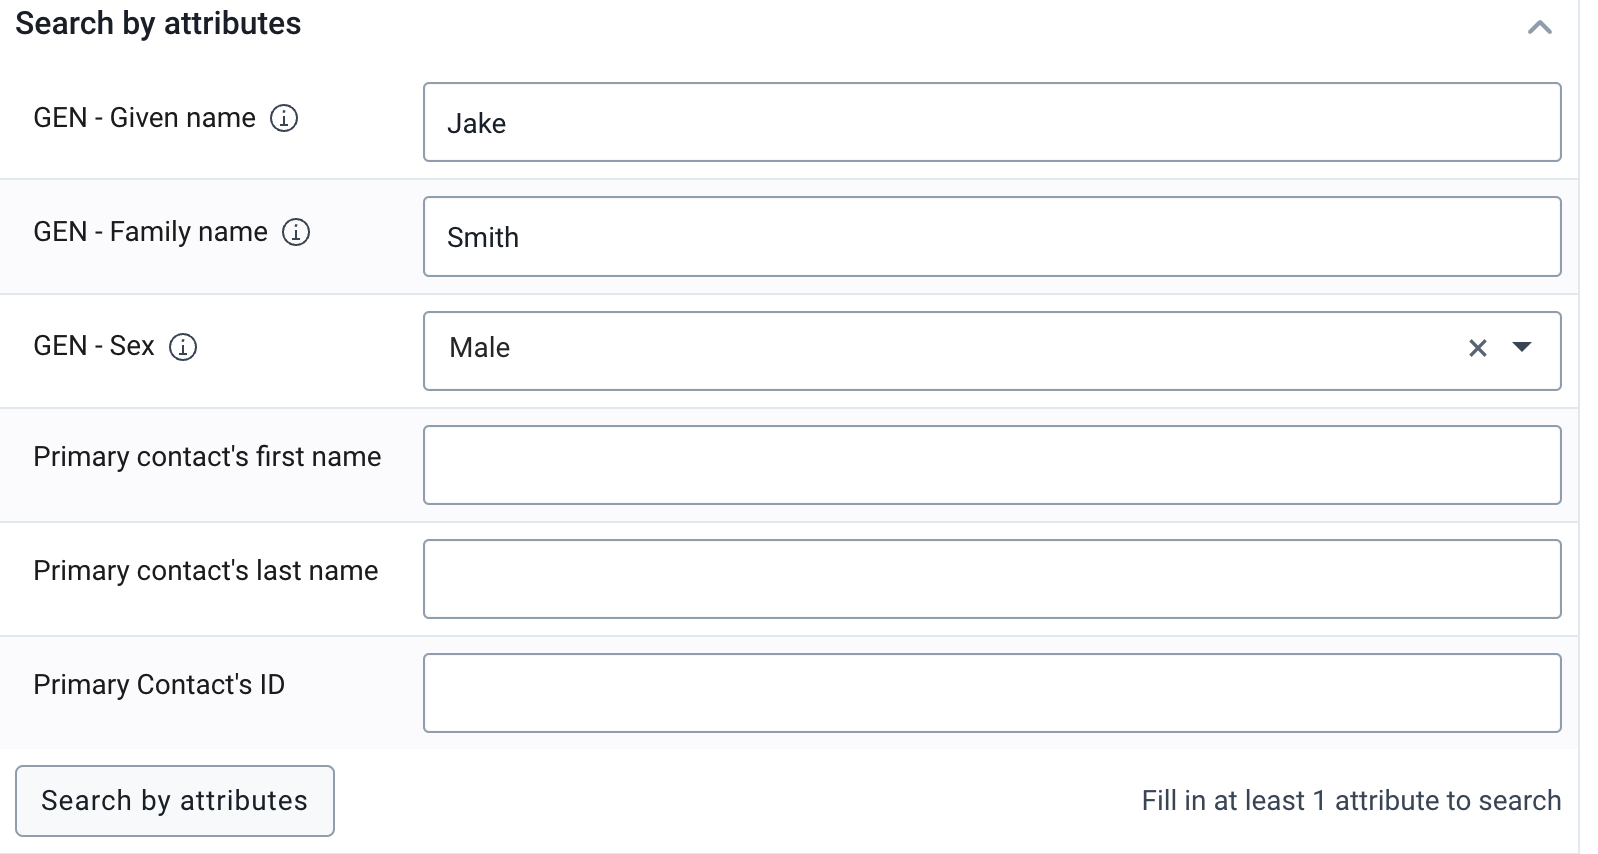 Search by attributes
GEN - Given name
Jake
GEN - Family name
Smith
GEN - Sex
Male
Primary contact's first name
Primary contact's last name
Primary Contact's ID
Search by attributes
Fill in at least 1 attribute to search